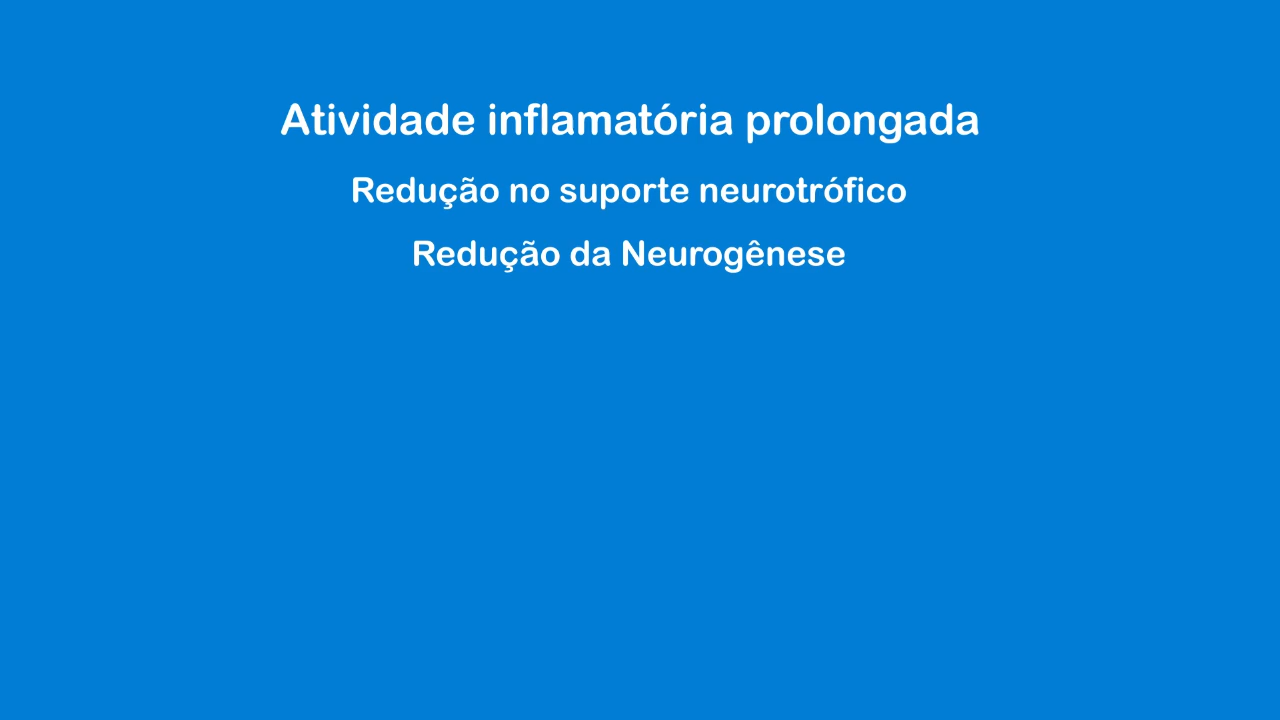 Atividade inflamatória prolongada
Redução no suporte neurotrófico
Redução da Neurogênese